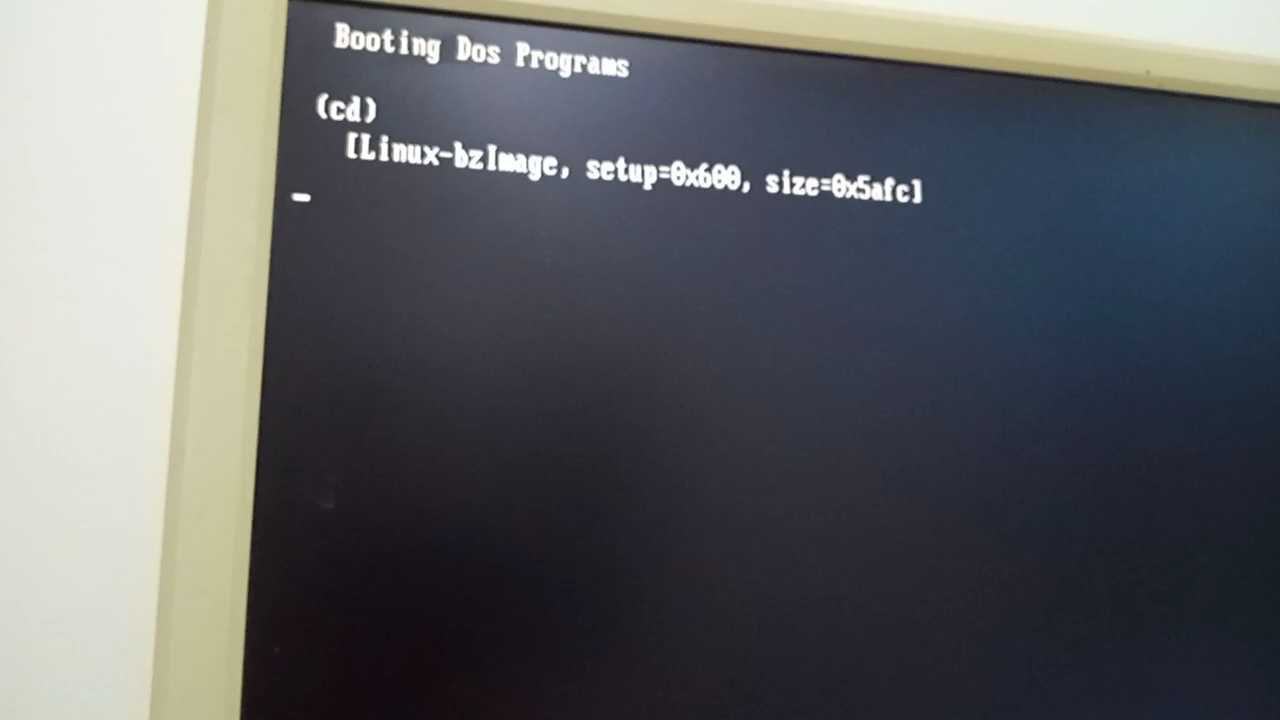 Booting Dos Programs
(cd)
[Linux-bzImage, setup=0x600, size=0x5afc]